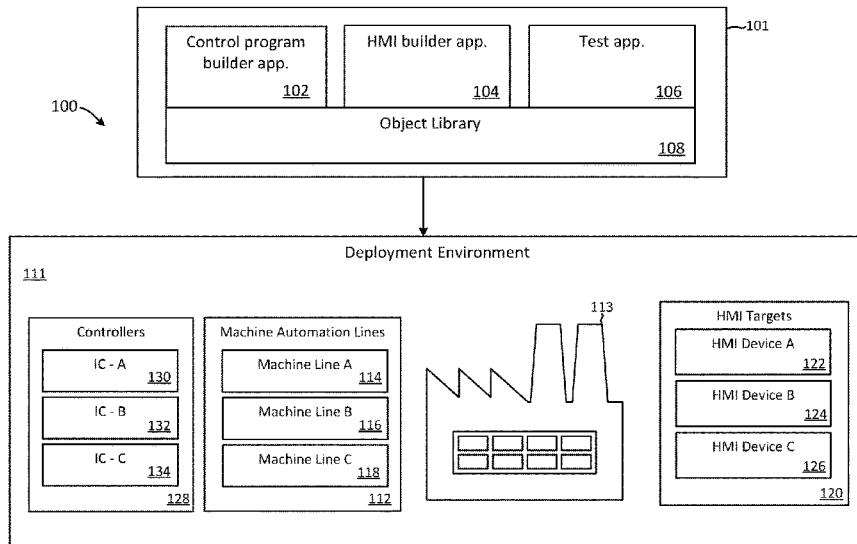 101
Control program
builder app.
102
HMI builder app.
104
Test app.
106
100
Object Library
108
Deployment Environment
111
Controllers
IC - A
130
IC - B
132
IC - C
134
128
Machine Automation Lines
Machine Line A
114
Machine Line B
116
Machine Line C
118
112
113
HMI Targets
HMI Device A
122
HMI Device B
124
HMI Device C
126
120